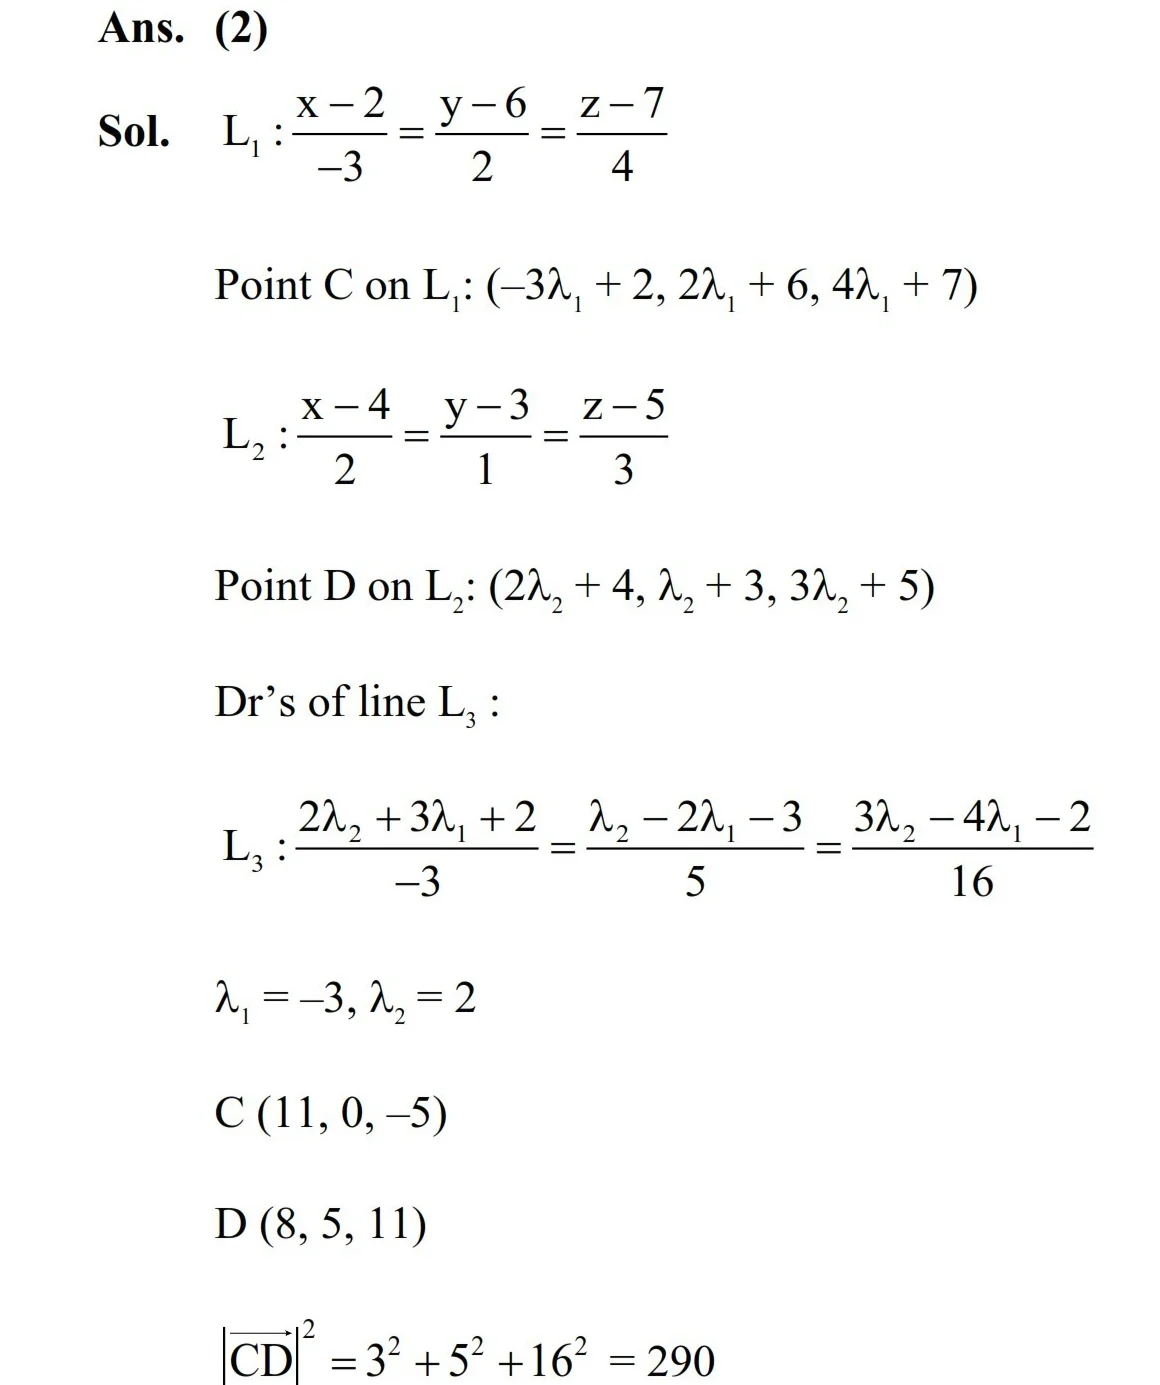 Ans. (2)
Sol. L₁ : (x – 2)/–3 = (y – 6)/2 = (z – 7)/4
Point C on L₁: (–3λ₁ + 2, 2λ₁ + 6, 4λ₁ + 7)
L₂ : (x – 4)/2 = (y – 3)/1 = (z – 5)/3
Point D on L₂: (2λ₂ + 4, λ₂ + 3, 3λ₂ + 5)
Dr’s of line L₃ :
L₃ : (2λ₂ + 3λ₁ + 2)/–3 = (λ₂ – 2λ₁ – 3)/5 = (3λ₂ – 4λ₁ – 2)/16
λ₁ = –3, λ₂ = 2
C (11, 0, –5)
D (8, 5, 11)
|CD→|² = 3² + 5² + 16² = 290